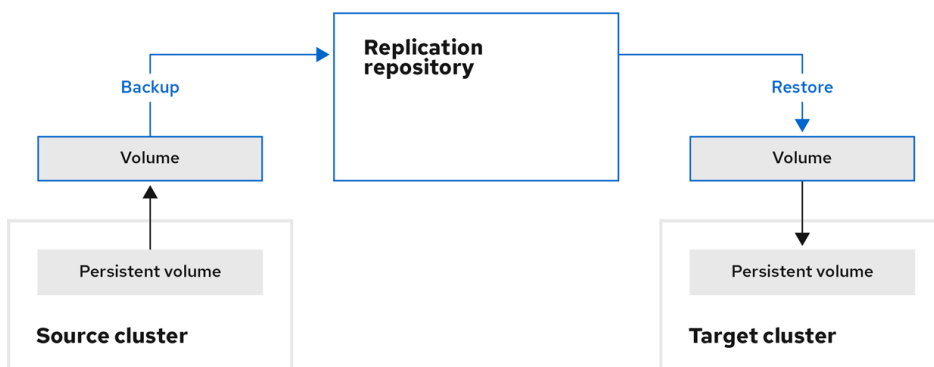 Replication
repository
Backup
Restore
Volume
Volume
Persistent volume
Persistent volume
Source cluster
Target cluster